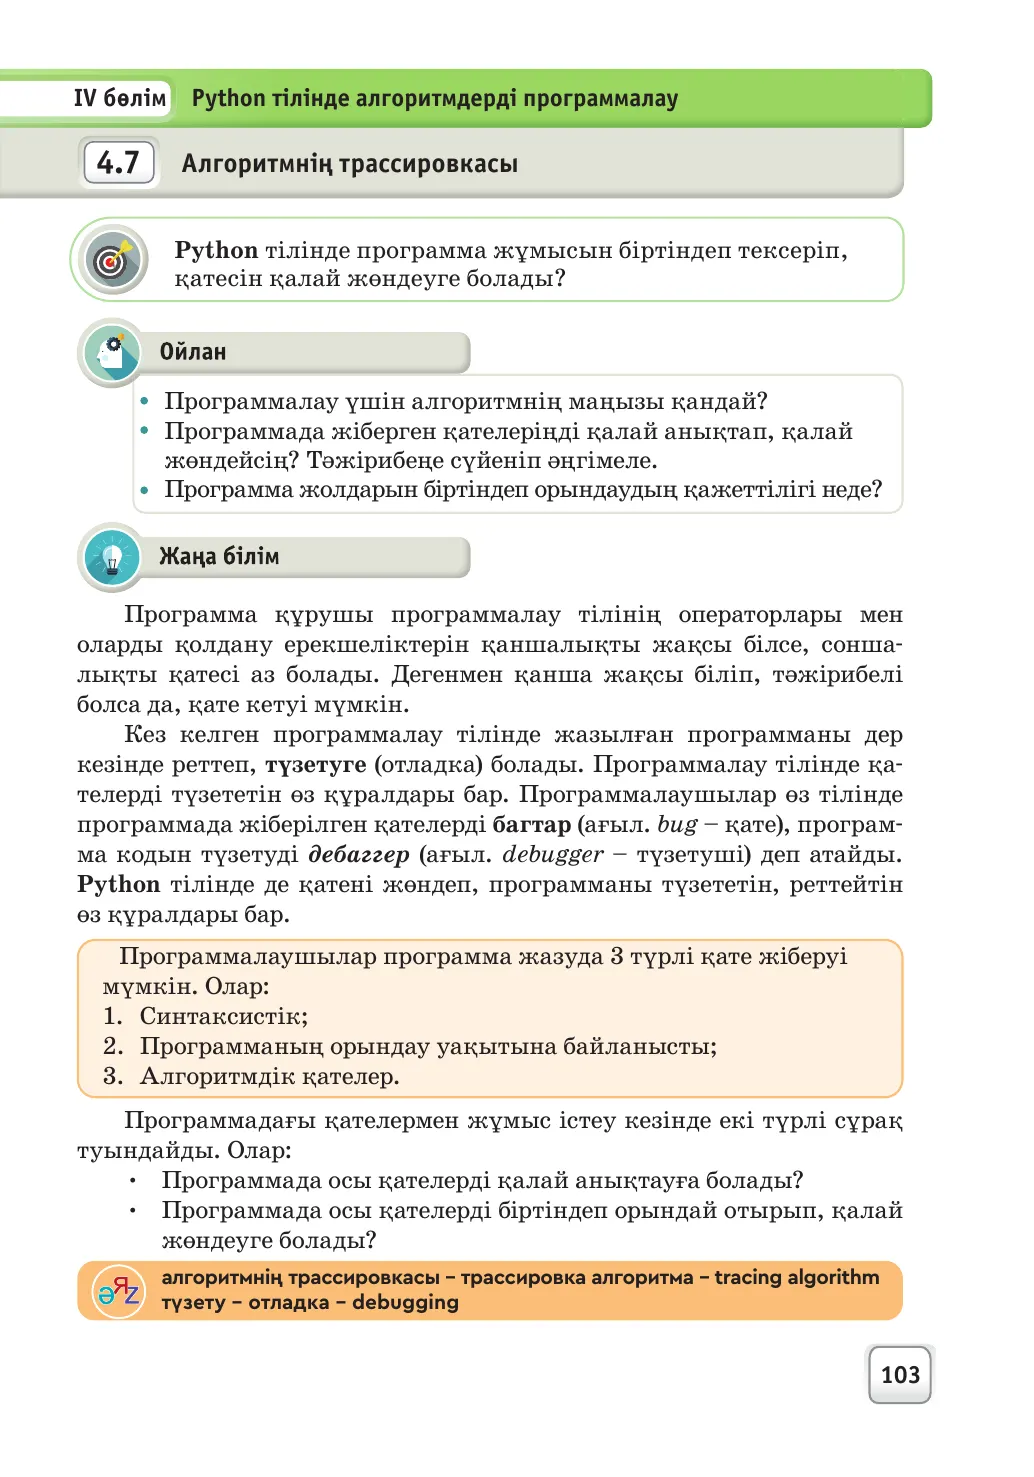 IV бөлім Python тілінде алгоритмдерді программалау
4.7 Алгоритмнің трассировкасы
Python тілінде программа жұмысын біртіндеп тексеріп,
қатесін қалай жөндеуге болады?
Ойлан
• Программалау үшін алгоритмнің маңызы қандай?
• Программада жіберген қателеріңді қалай анықтап, қалай
жөндейсің? Тәжірибеңе сүйеніп әңгімеле.
• Программа жолдарын біртіндеп орындаудың қажеттілігі неде?
Жаңа білім
Программа құрушы программалау тілінің операторлары мен
оларды қолдану ерекшеліктерін қаншалықты жақсы білсе, сонша-
лықты қатесі аз болады. Дегенмен қанша жақсы біліп, тәжірибелі
болса да, қате кетуі мүмкін.
Кез келген программалау тілінде жазылған программаны дер
кезінде реттеп, түзетуге (отладка) болады. Программалау тілінде қа-
телерді түзететін өз құралдары бар. Программалаушылар өз тілінде
программада жіберілген қателерді багтар (ағыл. bug – қате), програм-
ма кодын түзетуді дебаггер (ағыл. debugger – түзетуші) деп атайды.
Python тілінде де қатені жөндеп, программаны түзететін, реттейтін
өз құралдары бар.
Программалаушылар программа жазуда 3 түрлі қате жіберуі
мүмкін. Олар:
1. Синтаксистік;
2. Программаның орындау уақытына байланысты;
3. Алгоритмдік қателер.
Программадағы қателермен жұмыс істеу кезінде екі түрлі сұрақ
туындайды. Олар:
• Программада осы қателерді қалай анықтауға болады?
• Программада осы қателерді біртіндеп орындай отырып, қалай
жөндеуге болады?
әЯz алгоритмнің трассировкасы – трассировка алгоритма – tracing algorithm
түзету – отладка – debugging
103